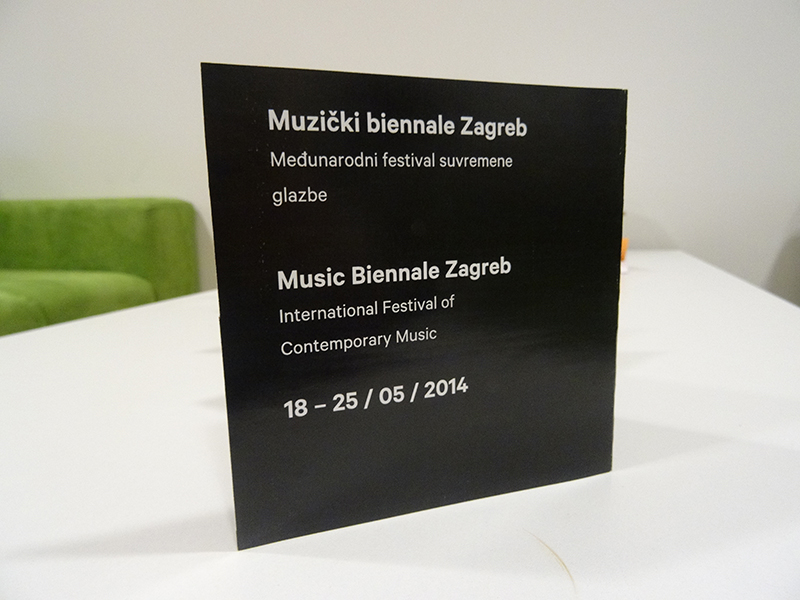 Muzički biennale Zagreb
Međunarodni festival suvremene
glazbe
Music Biennale Zagreb
International Festival of
Contemporary Music
18 – 25 / 05 / 2014